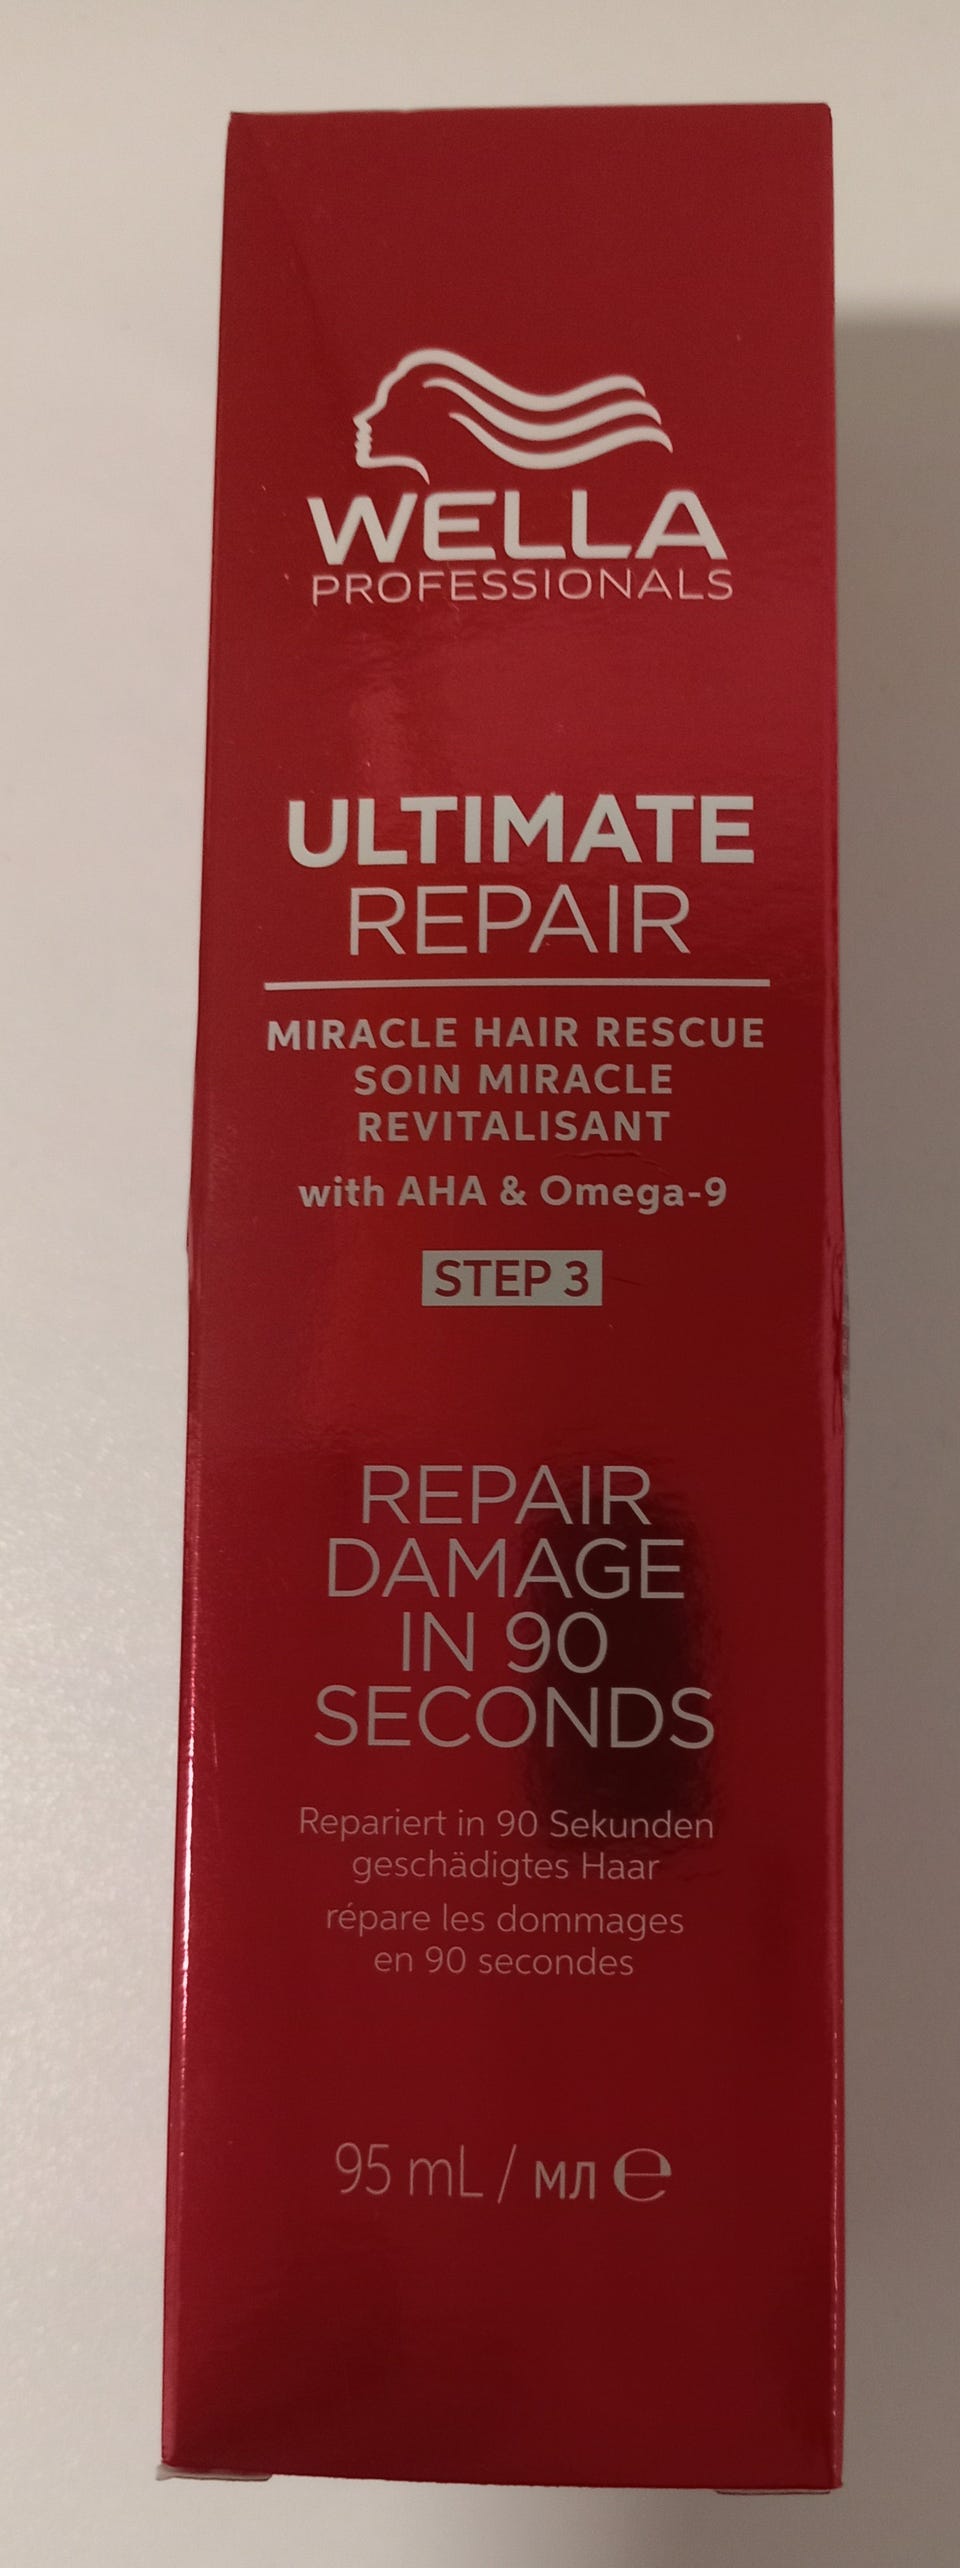 WELLA
PROFESSIONALS
ULTIMATE
REPAIR
MIRACLE HAIR RESCUE
SOIN MIRACLE
REVITALISANT
with AHA & Omega-9
STEP 3
REPAIR
DAMAGE
IN 90
SECONDS
Repariert in 90 Sekunden
geschädigtes Haar
répare les dommages
en 90 secondes
95 mL / мл ℮